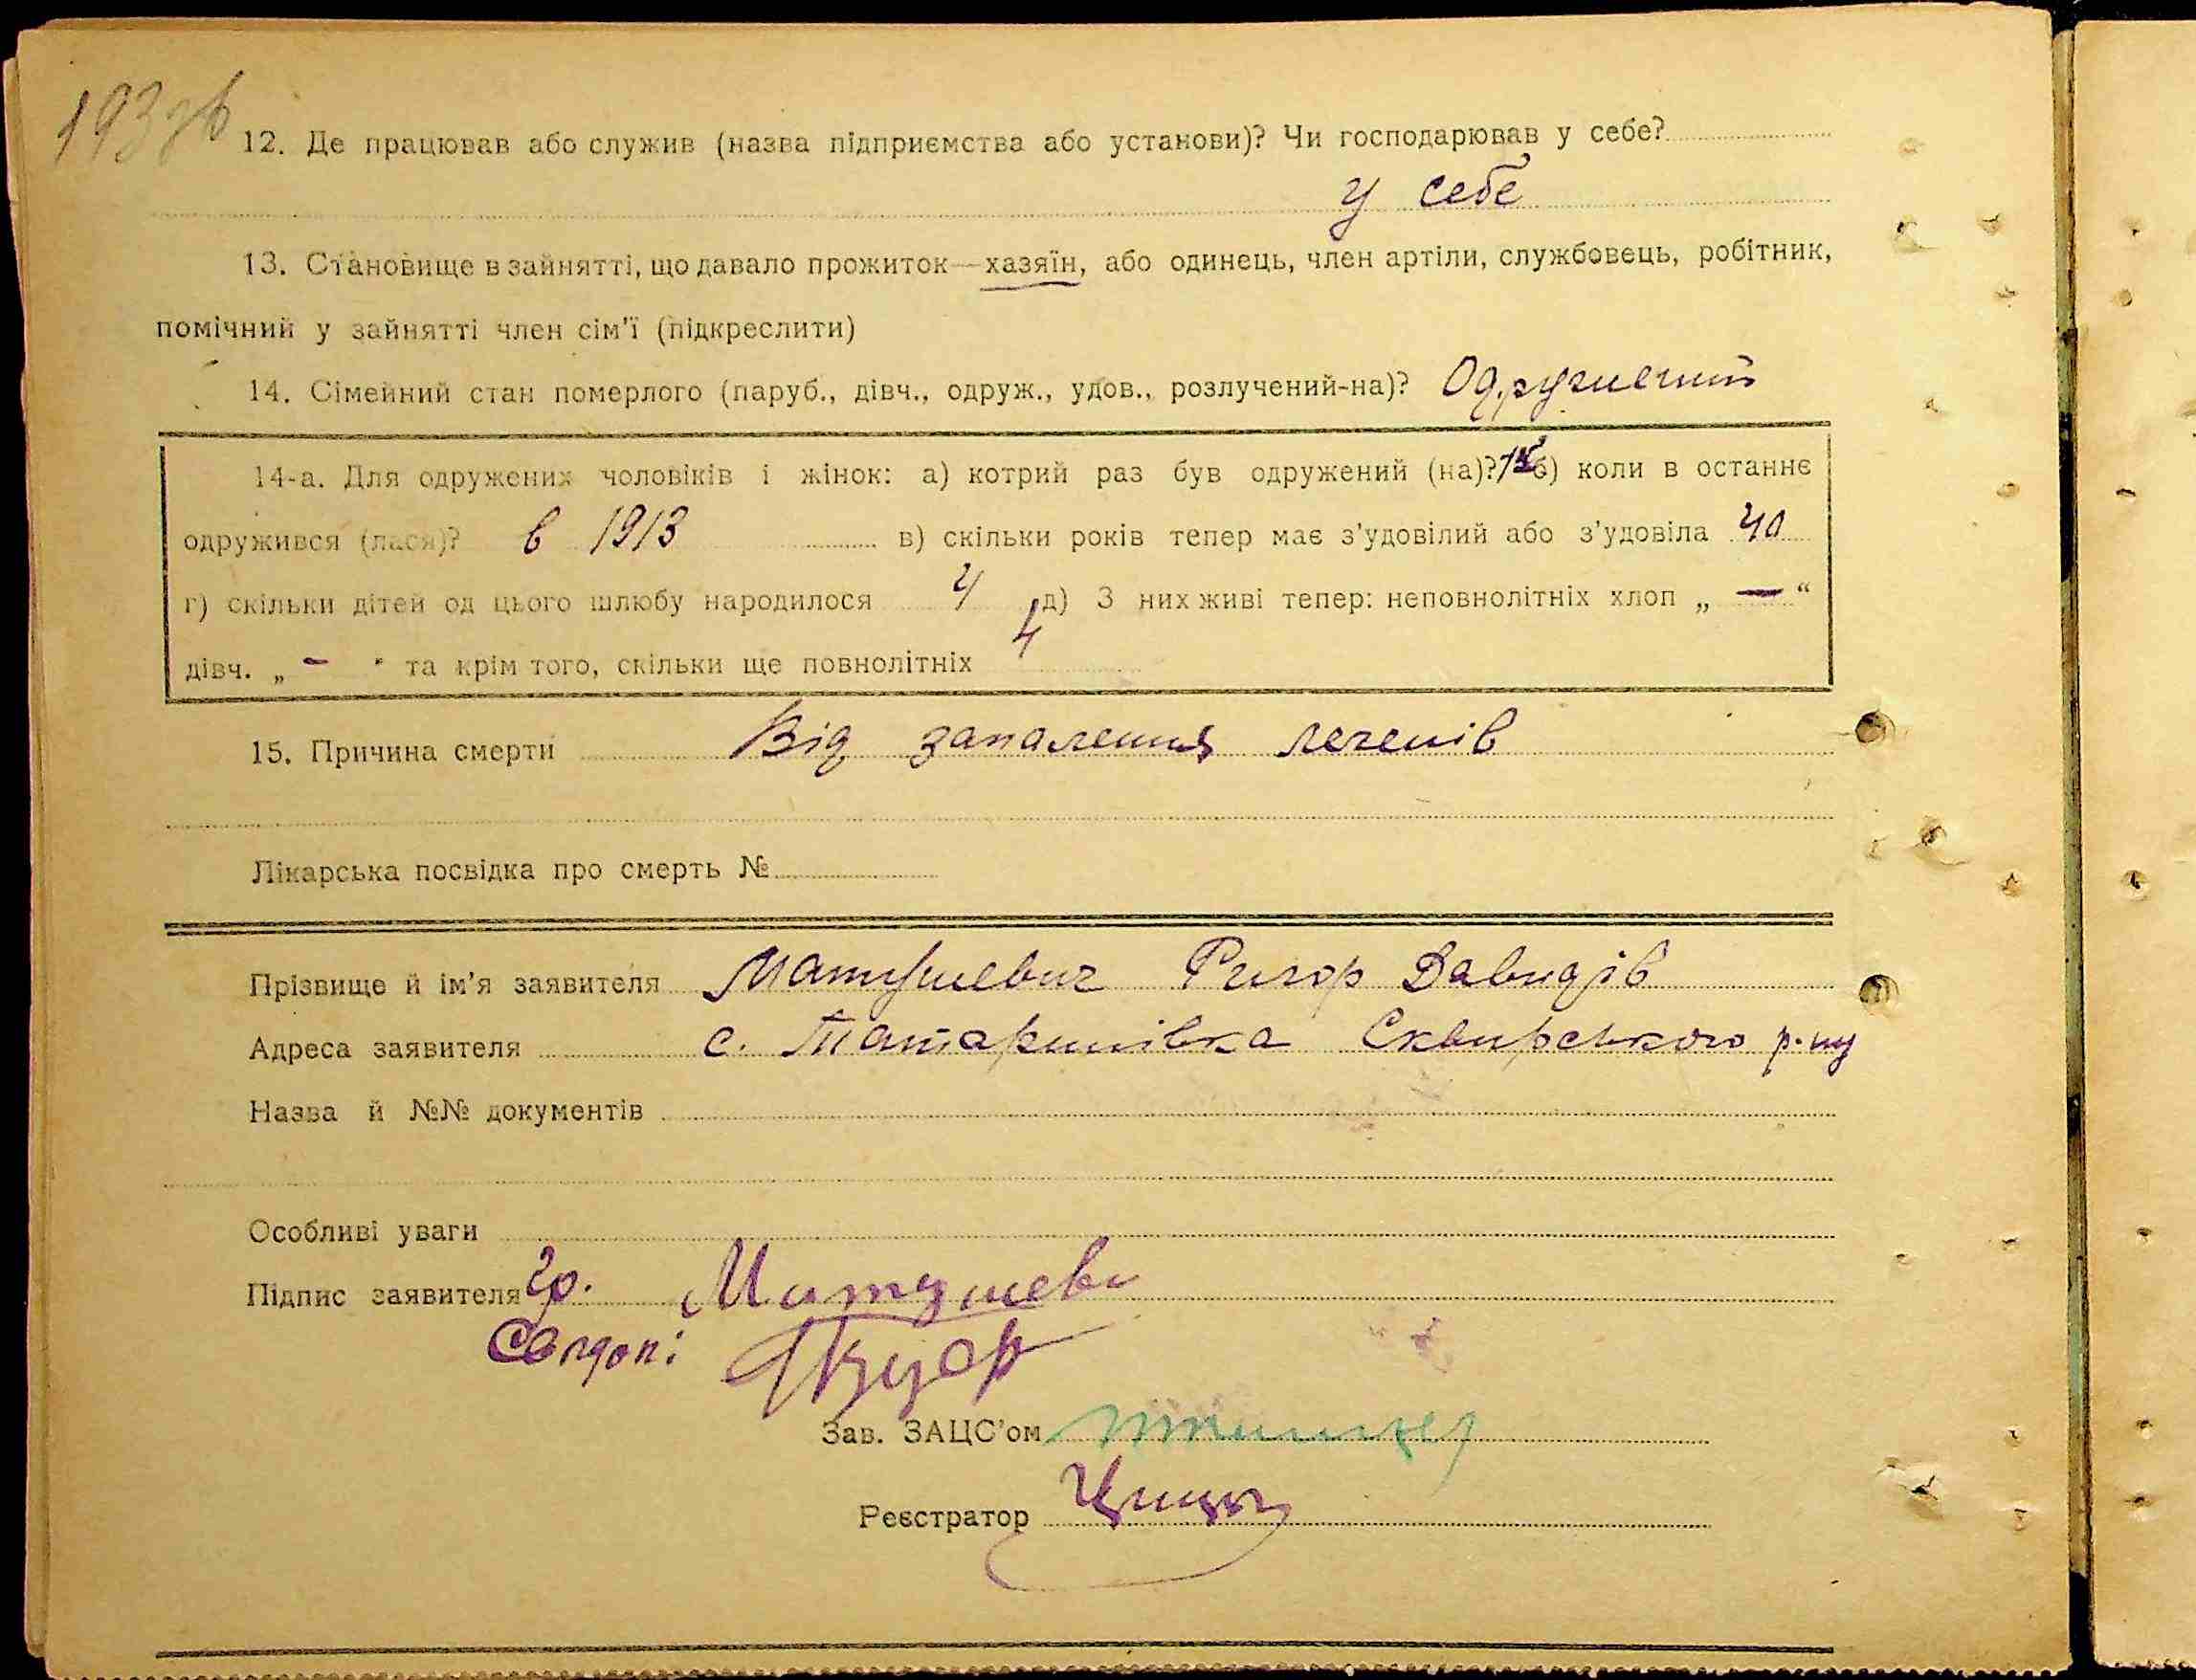 193зв
12. Де працював або служив (назва підприємства або установи)? Чи господарював у себе?
у себе
13. Становище в зайнятті, що давало прожиток—хазяїн, або одинець, член артіли, службовець, робітник,
помічний у зайнятті член сім'ї (підкреслити)
14. Сімейний стан померлого (паруб., дівч., одруж., удов., розлучений-на)? Одружений
14-а. Для одружених чоловіків і жінок: а) котрий раз був одружений (на)? б) коли в останнє
одружився (лася)? в 1913 в) скільки років тепер має з'удовілий або з'удовіла 40
г) скільки дітей од цього шлюбу народилося 4 д) З них живі тепер: неповнолітніх хлоп „ — “
дівч. „ - " та крім того, скільки ще повнолітніх 4
15. Причина смерти Від запалення легенів
Лікарська посвідка про смерть №
Прізвище й ім'я заявителя Матушевич Ригор Давидів
Адреса заявителя с. Татаринівка Сквирського р-ну
Назва й №№ документів
Особливі уваги
Підпис заявителя гр. Матушеви
Зав. ЗАЦС'ом
Реєстратор